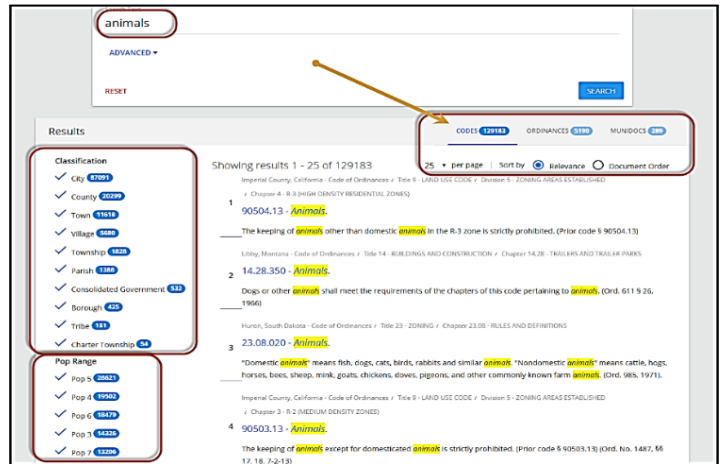 animals
ADVANCED
RESET
SEARCH
Results
CODES 129183
ORDINANCES 5190
MUNIDOCS 289
Classification
City 87091
County 20299
Town 11618
Village 5680
Township 1828
Parish 1386
Consolidated Government 532
Borough 425
Tribe 181
Charter Township 54
Pop Range
Pop 5 28621
Pop 4 19502
Pop 6 18479
Pop 3 14326
Pop 7 13206
Showing results 1 - 25 of 129183
25 per page | Sort by Relevance Document Order
Imperial County, California - Code of Ordinances / Title 9 - LAND USE CODE / Division 5 - ZONING AREAS ESTABLISHED
/ Chapter 4 - R-3 (HIGH DENSITY RESIDENTIAL ZONES)
1
90504.13 - Animals.
The keeping of animals other than domestic animals in the R-3 zone is strictly prohibited. (Prior code § 90504.13)
Libby, Montana - Code of Ordinances / Title 14 - BUILDINGS AND CONSTRUCTION / Chapter 14.28 - TRAILERS AND TRAILER PARKS
2 14.28.350 - Animals.
Dogs or other animals shall meet the requirements of the chapters of this code pertaining to animals. (Ord. 611 § 26,
1966)
Huron, South Dakota - Code of Ordinances / Title 23 - ZONING / Chapter 23.08 - RULES AND DEFINITIONS
3 23.08.020 - Animals.
"Domestic animals" means fish, dogs, cats, birds, rabbits and similar animals. "Nondomestic animals" means cattle, hogs,
horses, bees, sheep, mink, goats, chickens, doves, pigeons, and other commonly known farm animals. (Ord. 985, 1971).
Imperial County, California - Code of Ordinances / Title 9 - LAND USE CODE / Division 5 - ZONING AREAS ESTABLISHED
/ Chapter 3 - R-2 (MEDIUM DENSITY ZONES)
4 90503.13 - Animals.
The keeping of animals except for domesticated animals is strictly prohibited. (Prior code § 90503.13) (Ord. No. 1487, §§
17, 18, 7-2-13)